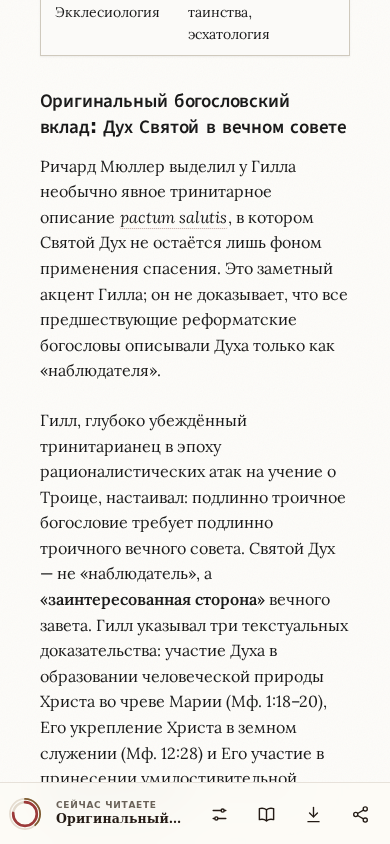 Экклесиология
таинства,
эсхатология
Оригинальный богословский
вклад: Дух Святой в вечном совете
Ричард Мюллер выделил у Гилла
необычно явное тринитарное
описание pactum salutis, в котором
Святой Дух не остаётся лишь фоном
применения спасения. Это заметный
акцент Гилла; он не доказывает, что все
предшествующие реформатские
богословы описывали Духа только как
«наблюдателя».
Гилл, глубоко убеждённый
тринитарианец в эпоху
рационалистических атак на учение о
Троице, настаивал: подлинно троичное
богословие требует подлинно
троичного вечного совета. Святой Дух
— не «наблюдатель», а
«заинтересованная сторона» вечного
завета. Гилл указывал три текстуальных
доказательства: участие Духа в
образовании человеческой природы
Христа во чреве Марии (Мф. 1:18–20),
Его укрепление Христа в земном
служении (Мф. 12:28) и Его участие в
принесении умилостивительной
СЕЙЧАС ЧИТАЕТЕ
Оригинальный...